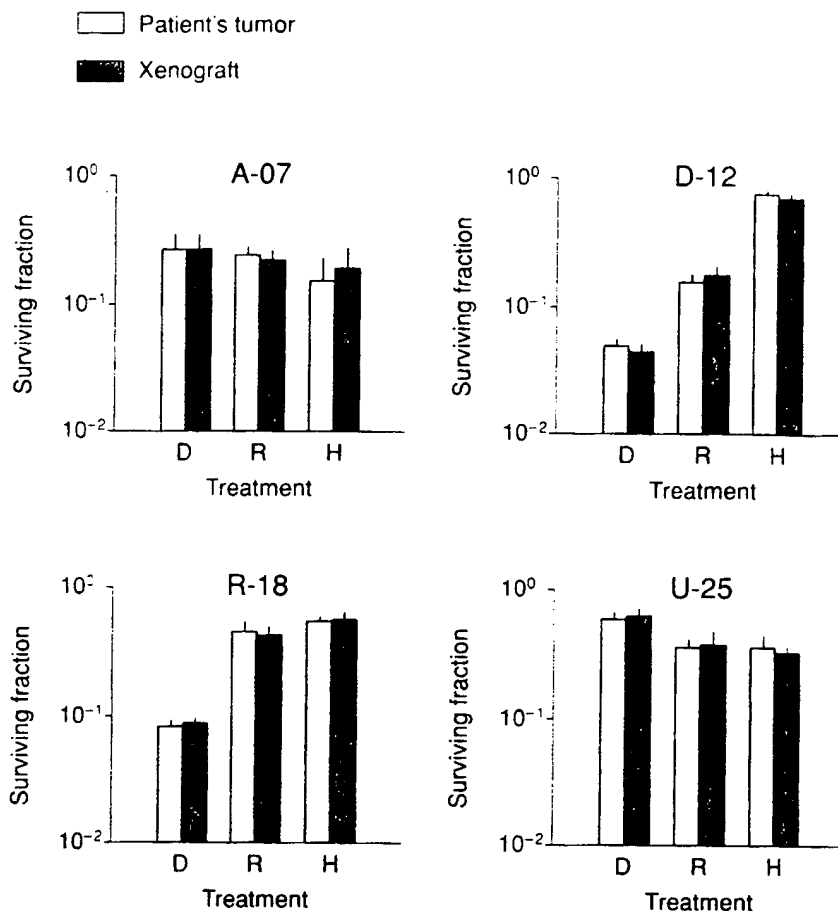 Patient's tumor
Xenograft
A-07
Surviving fraction
10⁰
10⁻¹
10⁻²
D R H
Treatment
D-12
Surviving fraction
10⁰
10⁻¹
10⁻²
D R H
Treatment
R-18
Surviving fraction
10⁰
10⁻¹
10⁻²
D R H
Treatment
U-25
Surviving fraction
10⁰
10⁻¹
10⁻²
D R H
Treatment